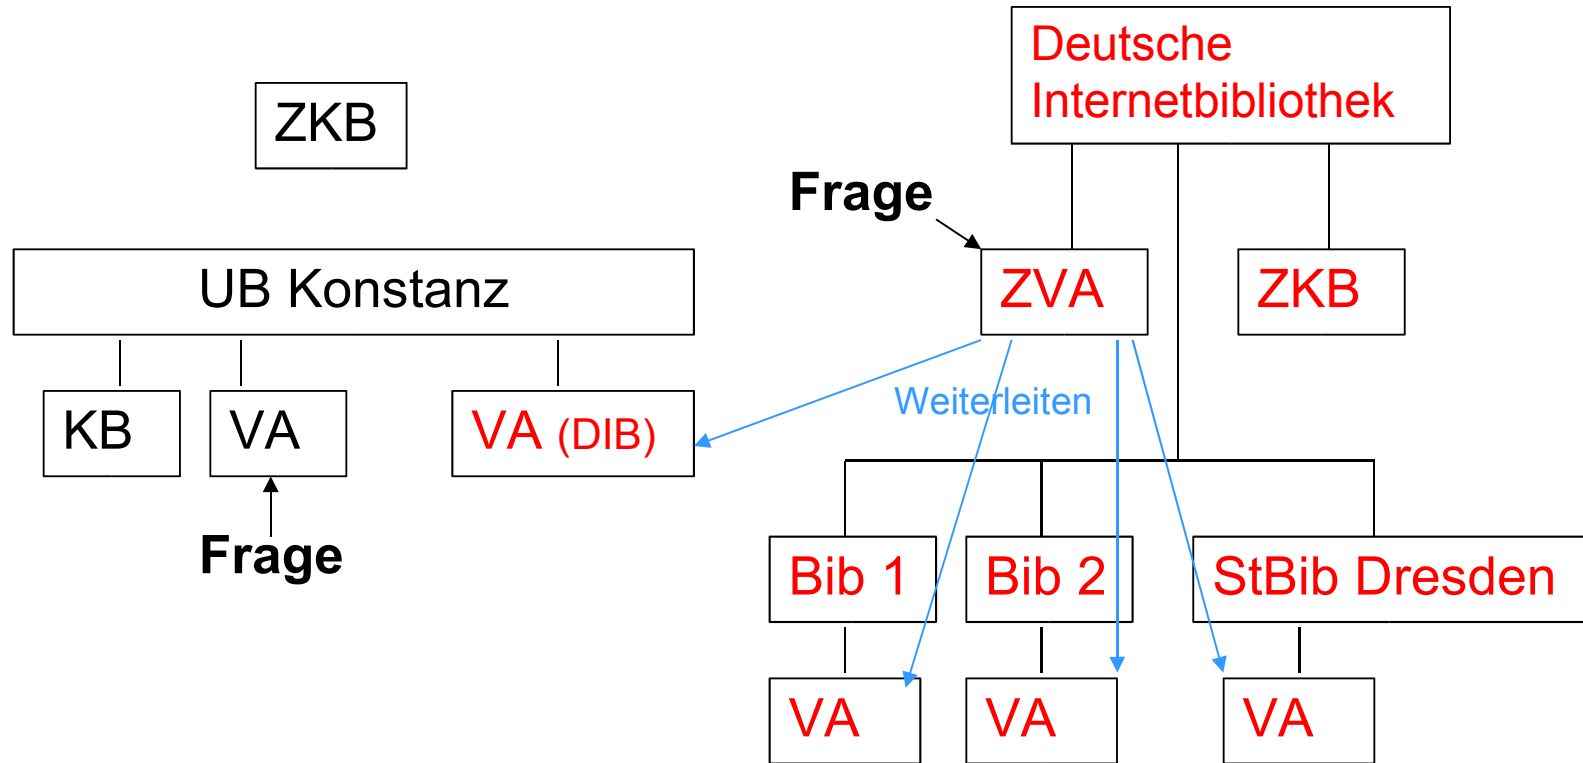 Deutsche
Internetbibliothek
ZKB
Frage
UB Konstanz
ZVA
ZKB
KB
VA
VA (DIB)
Weiterleiten
Frage
Bib 1
Bib 2
StBib Dresden
VA
VA
VA